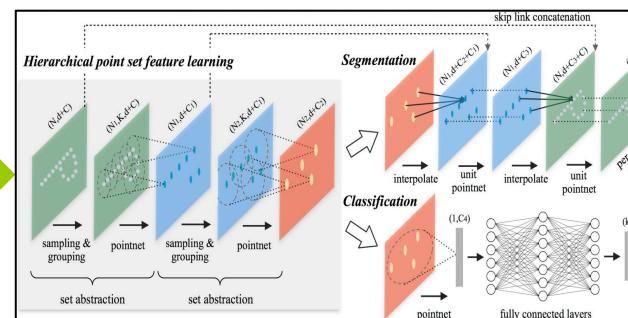 skip link concatenation
Hierarchical point set feature learning
Segmentation
(N,d+C)
(N1,K,d+C)
(N1,d+C1)
(N2,K,d+C1)
(N2,d+C2)
(N1,d+C2+C1)
(N1,d+C3)
(N,d+C3+C)
interpolate
unit
pointnet
interpolate
unit
pointnet
Classification
(1,C4)
sampling &
grouping
pointnet
sampling &
grouping
pointnet
set abstraction
set abstraction
pointnet
fully connected layers